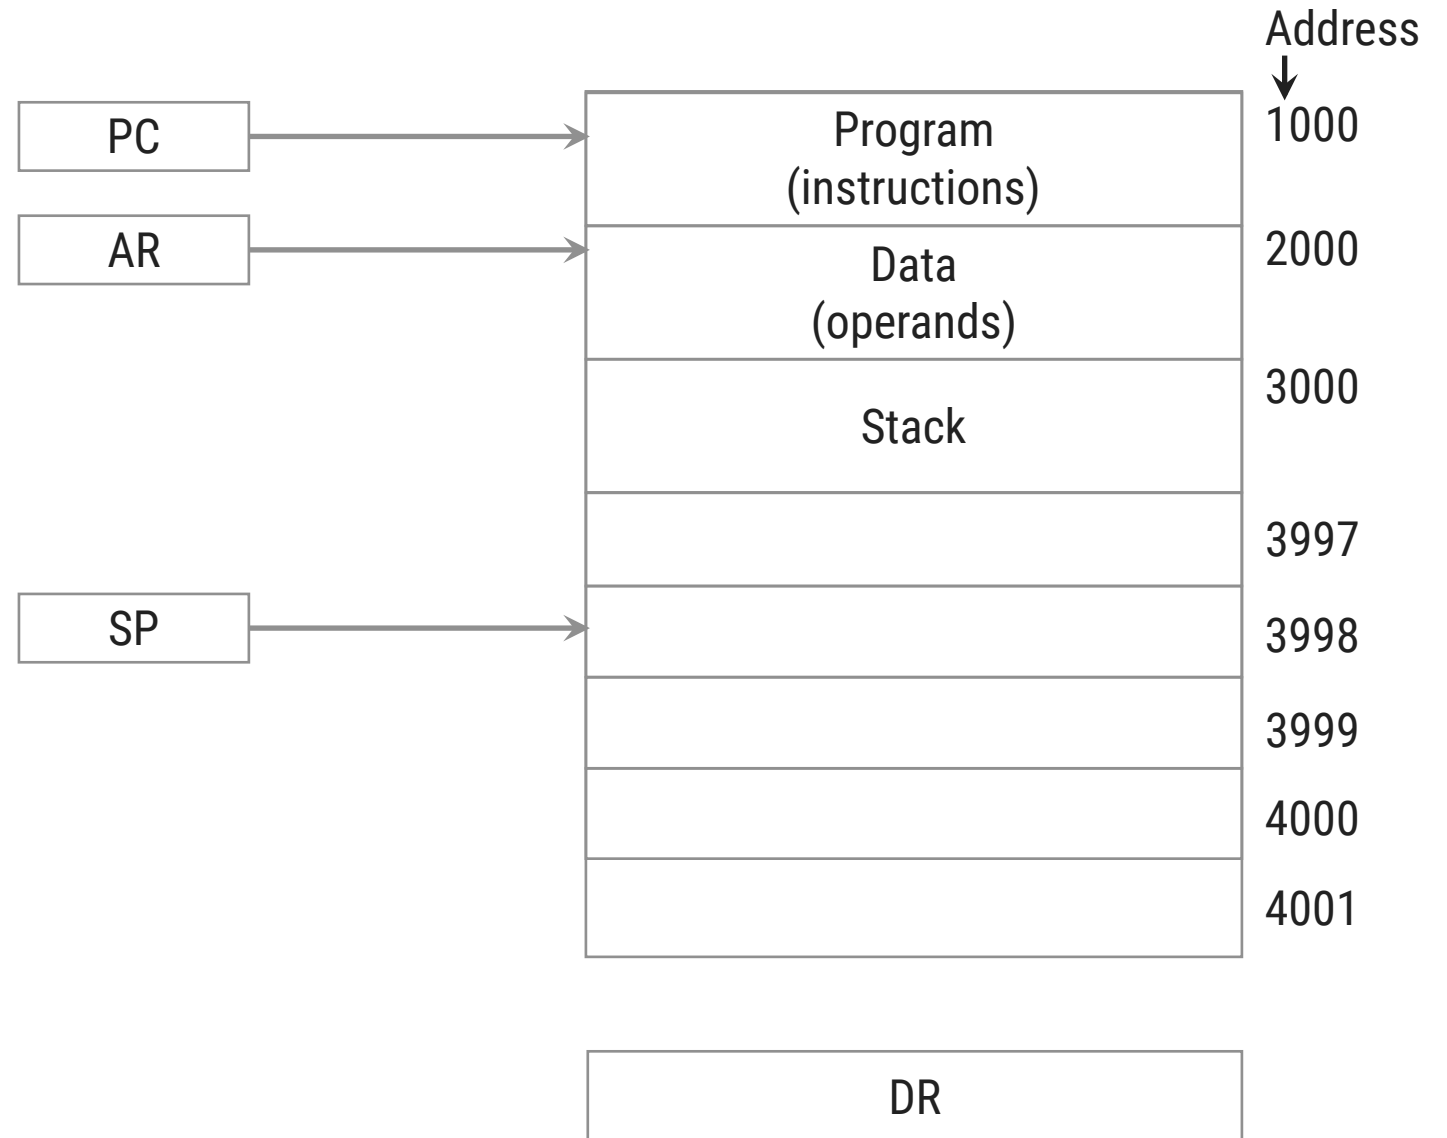 Address
PC
Program
(instructions)
1000
AR
Data
(operands)
2000
Stack
3000
3997
SP
3998
3999
4000
4001
DR